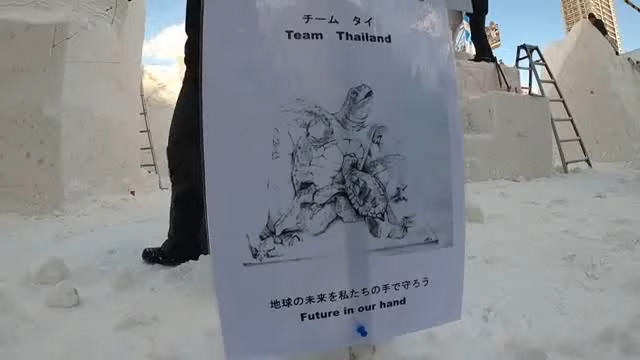 チーム　タイ
Team Thailand
地球の未来を私たちの手で守ろう
Future in our hand